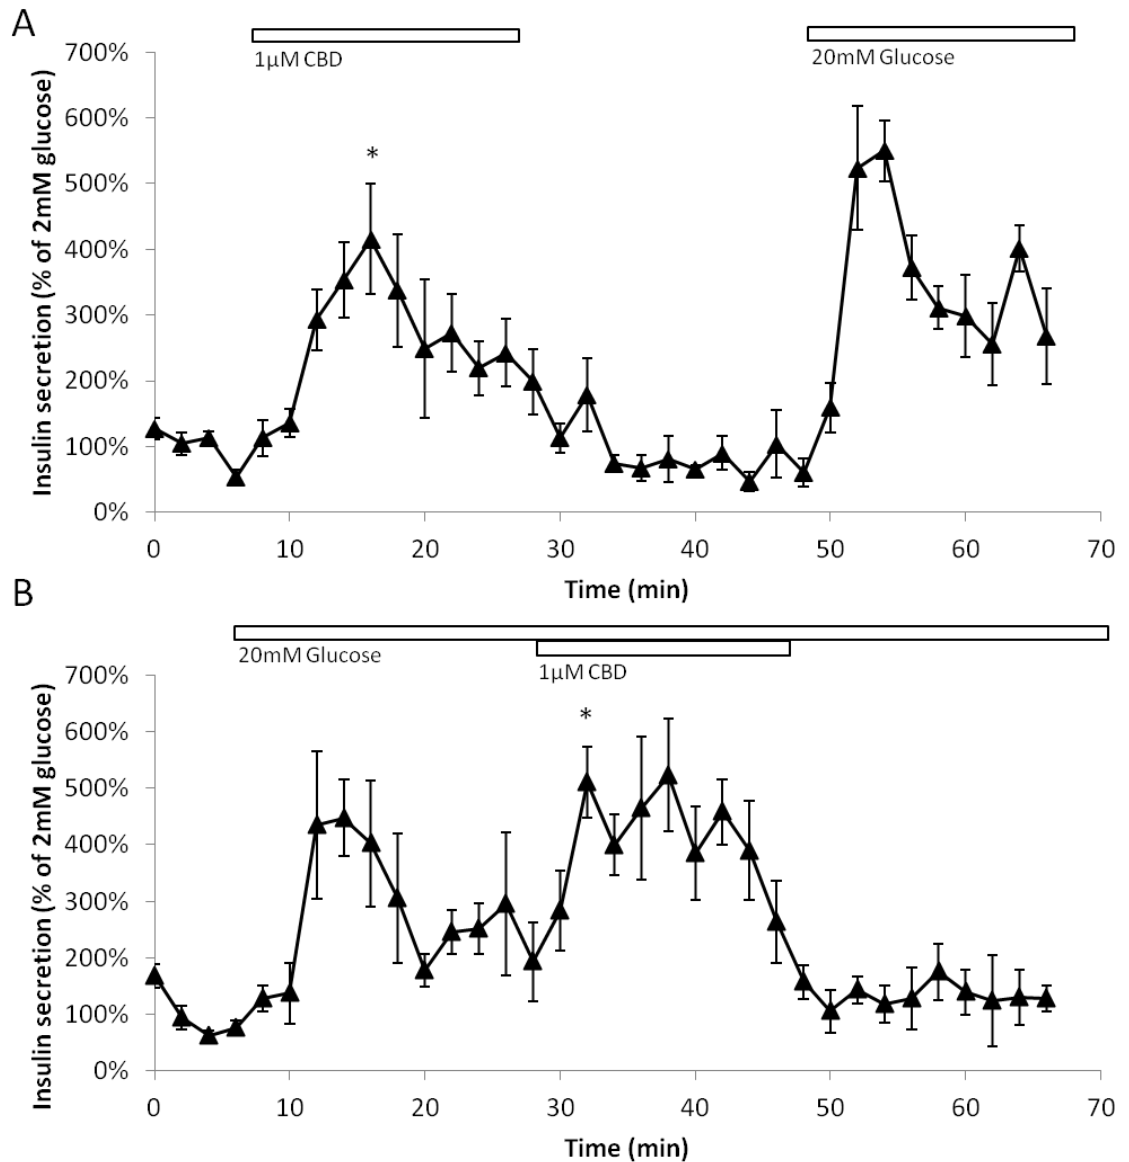 A
1µM CBD
20mM Glucose
Insulin secretion (% of 2mM glucose)
700%
600%
500%
400%
300%
200%
100%
0%
*
0 10 20 30 40 50 60 70
Time (min)
B
20mM Glucose
1µM CBD
Insulin secretion (% of 2mM glucose)
700%
600%
500%
400%
300%
200%
100%
0%
*
0 10 20 30 40 50 60 70
Time (min)